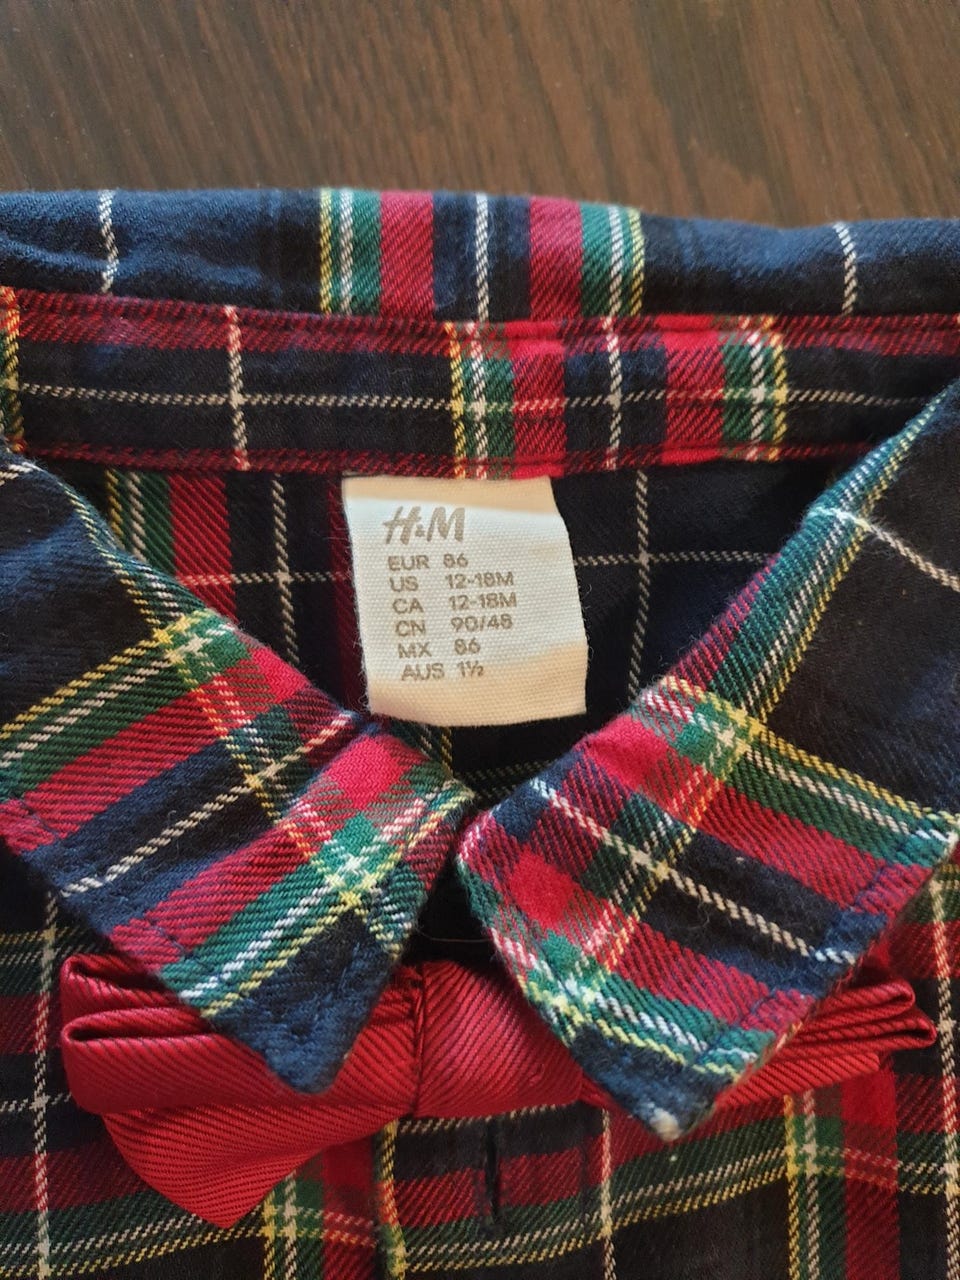 H&M
EUR 86
US 12-18M
CA 12-18M
CN 90/48
MX 86
AUS 1½